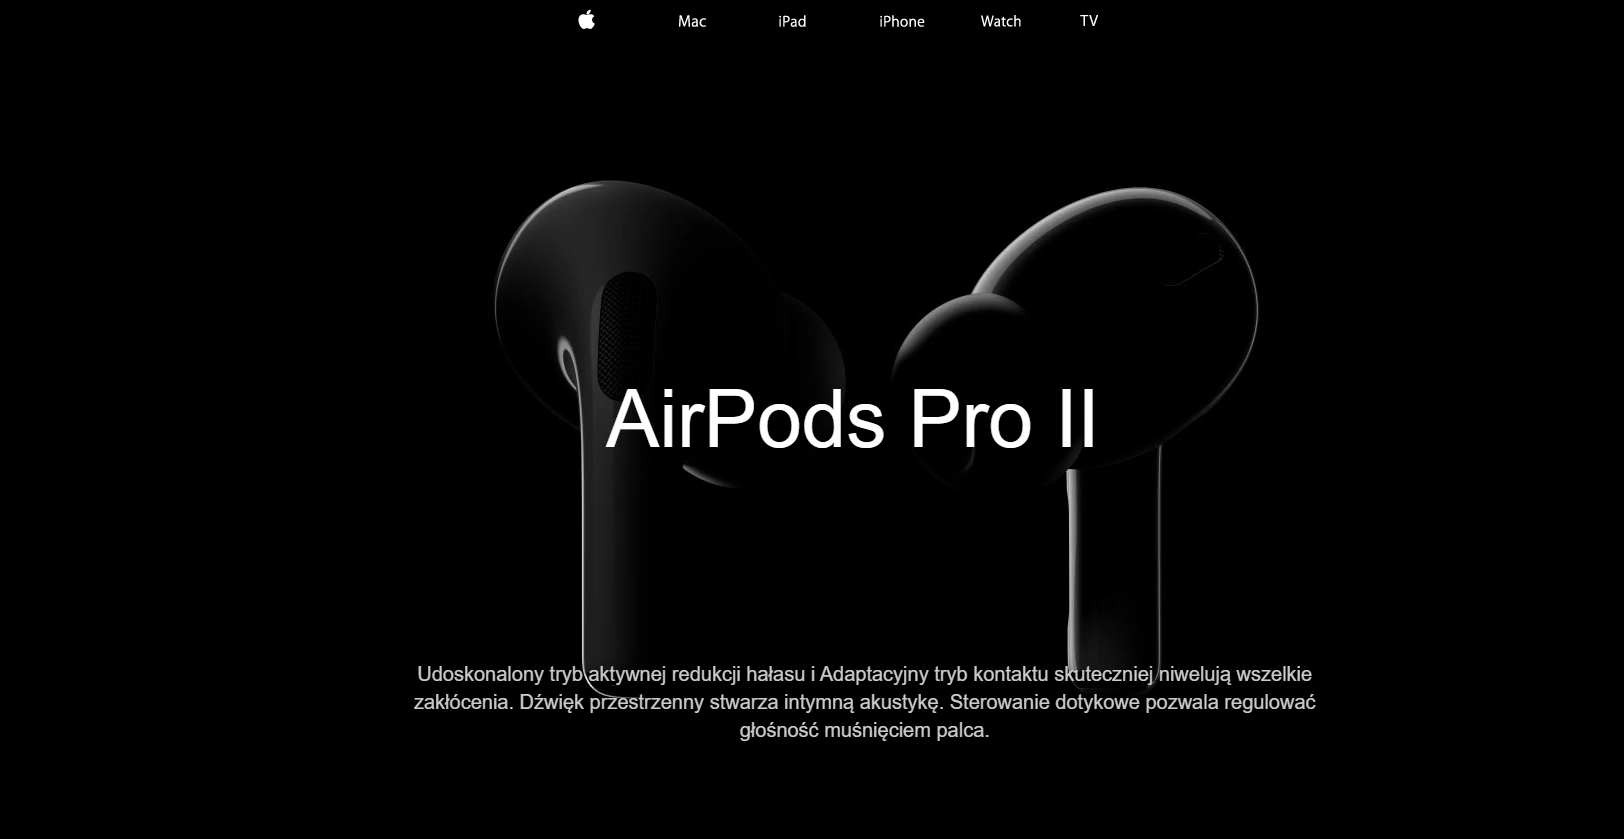 Mac iPad iPhone Watch TV
AirPods Pro II
Udoskonalony tryb aktywnej redukcji hałasu i Adaptacyjny tryb kontaktu skuteczniej niwelują wszelkie
zakłócenia. Dźwięk przestrzenny stwarza intymną akustykę. Sterowanie dotykowe pozwala regulować
głośność muśnięciem palca.